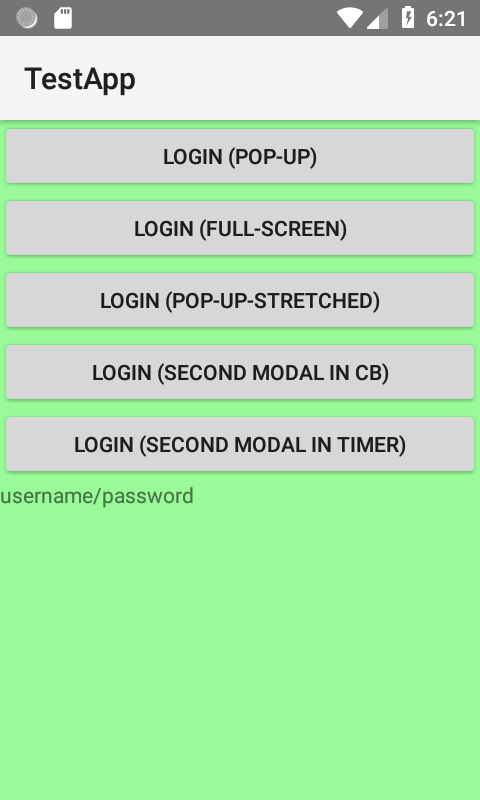 6:21
TestApp
LOGIN (POP-UP)
LOGIN (FULL-SCREEN)
LOGIN (POP-UP-STRETCHED)
LOGIN (SECOND MODAL IN CB)
LOGIN (SECOND MODAL IN TIMER)
username/password